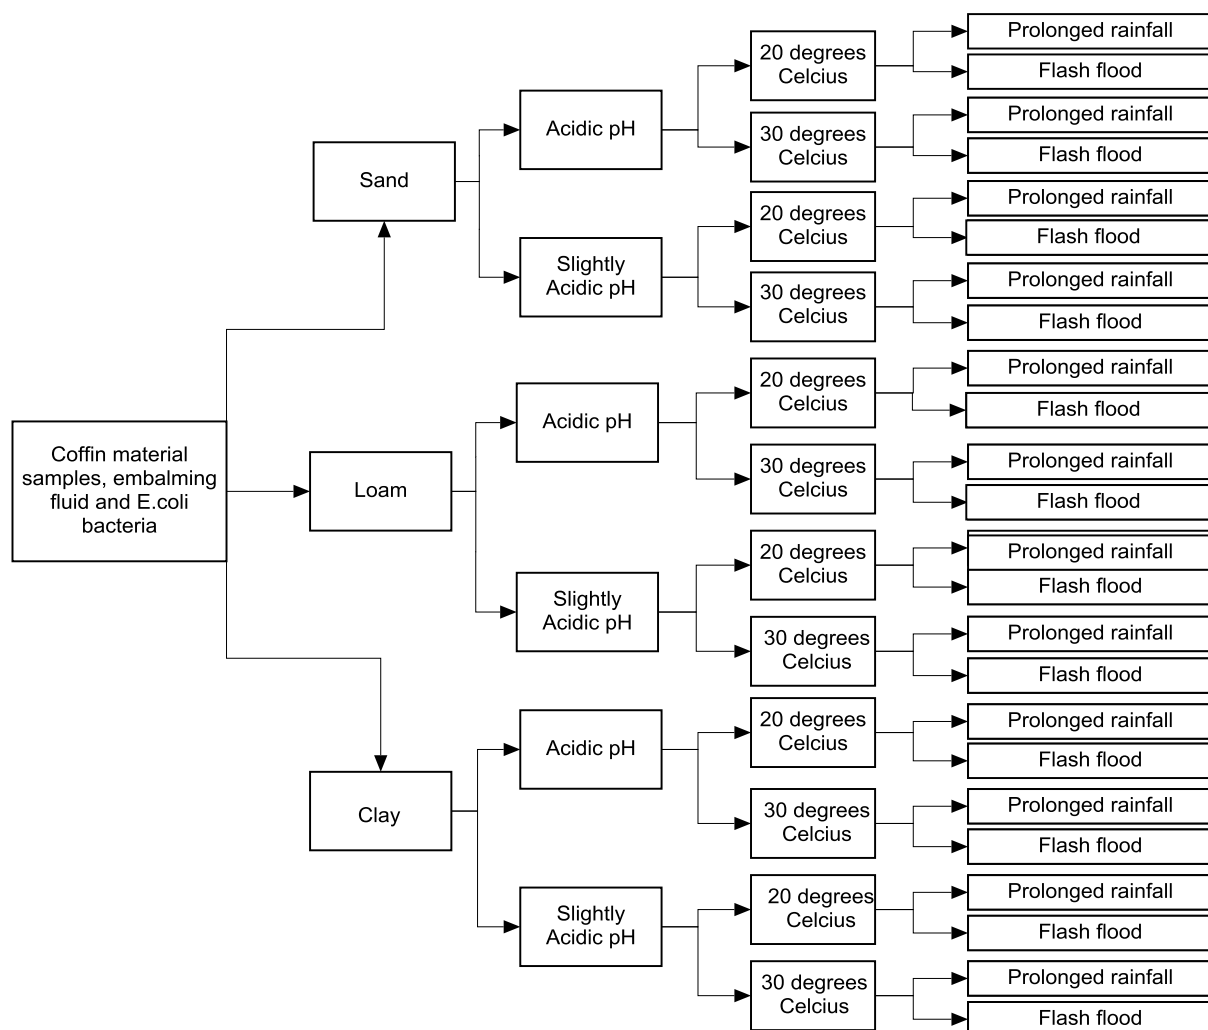 Coffin material
samples, embalming
fluid and E.coli
bacteria
Sand
Acidic pH
20 degrees
Celcius
Prolonged rainfall
Flash flood
30 degrees
Celcius
Prolonged rainfall
Flash flood
Slightly
Acidic pH
20 degrees
Celcius
Prolonged rainfall
Flash flood
30 degrees
Celcius
Prolonged rainfall
Flash flood
Loam
Acidic pH
20 degrees
Celcius
Prolonged rainfall
Flash flood
30 degrees
Celcius
Prolonged rainfall
Flash flood
Slightly
Acidic pH
20 degrees
Celcius
Prolonged rainfall
Flash flood
30 degrees
Celcius
Prolonged rainfall
Flash flood
Clay
Acidic pH
20 degrees
Celcius
Prolonged rainfall
Flash flood
30 degrees
Celcius
Prolonged rainfall
Flash flood
Slightly
Acidic pH
20 degrees
Celcius
Prolonged rainfall
Flash flood
30 degrees
Celcius
Prolonged rainfall
Flash flood